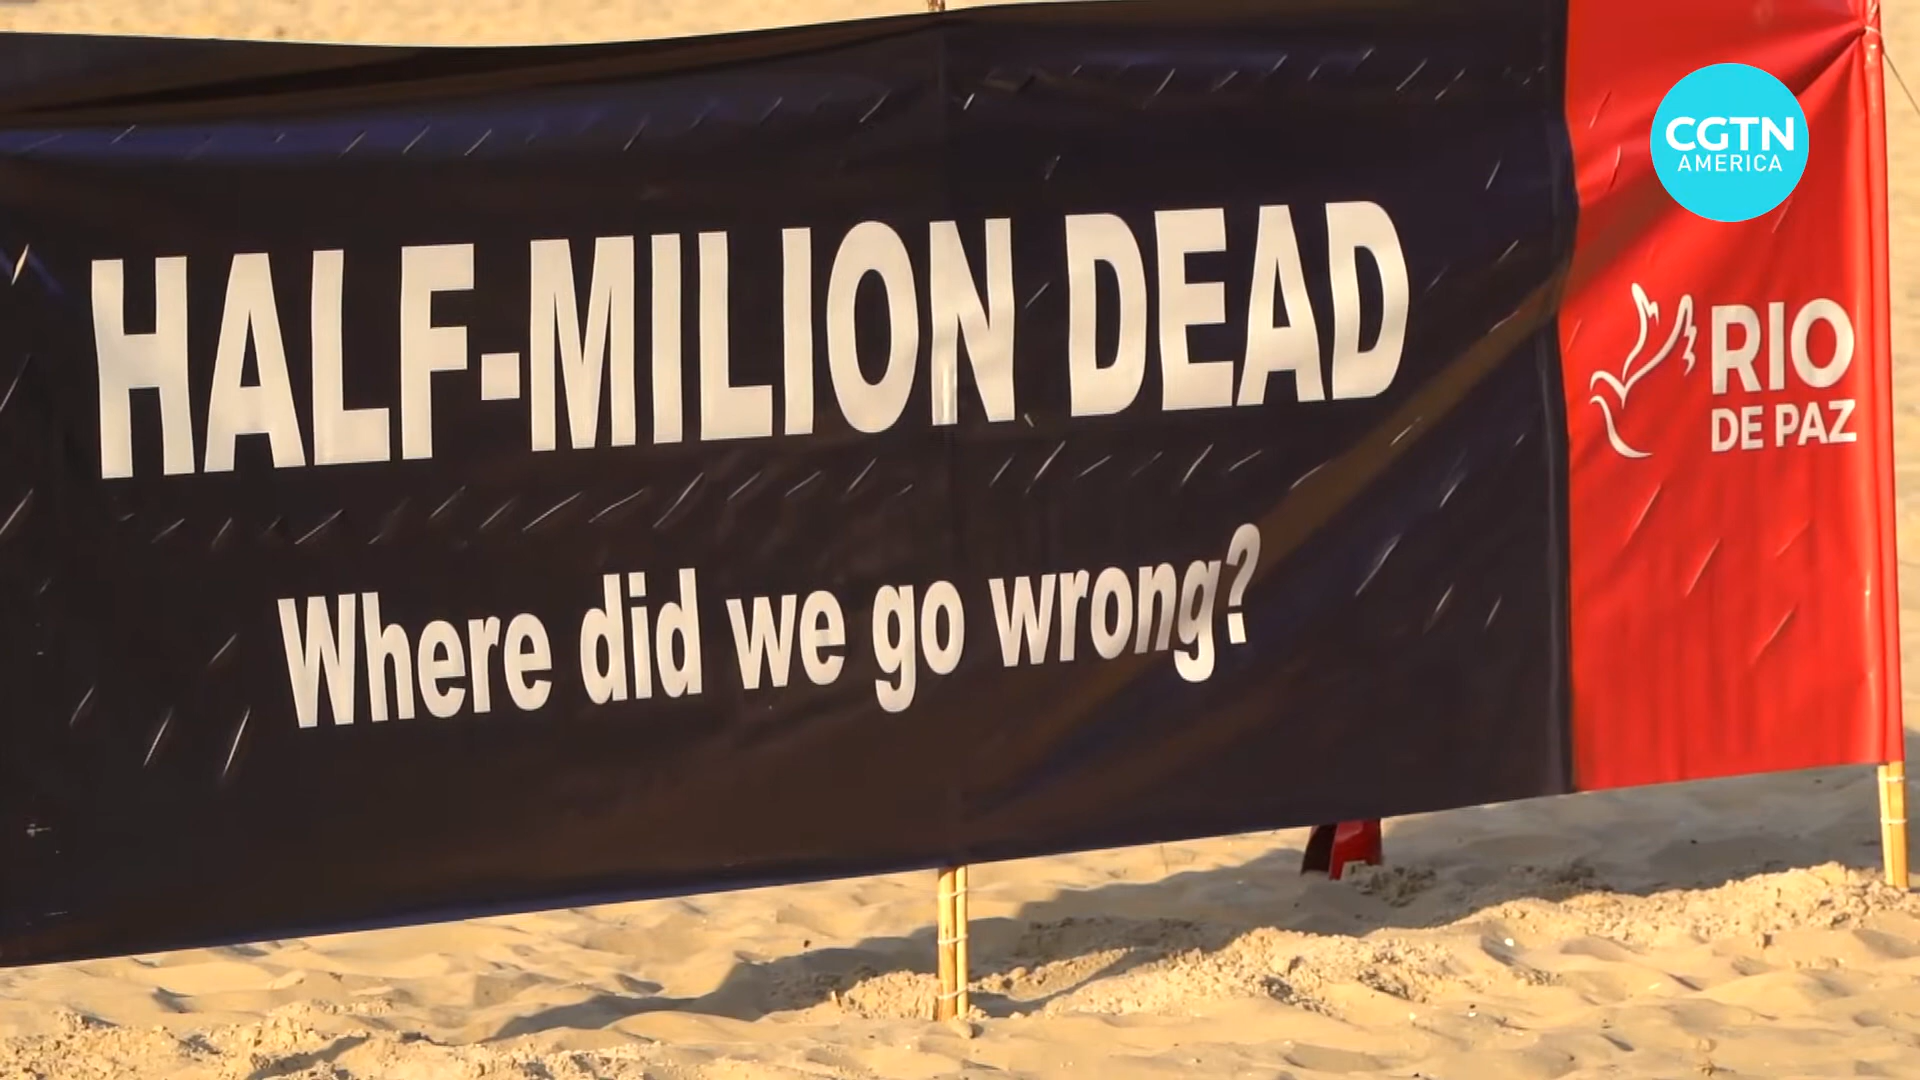 HALF-MILION DEAD
Where did we go wrong?
CGTN
AMERICA
RIO
DE PAZ